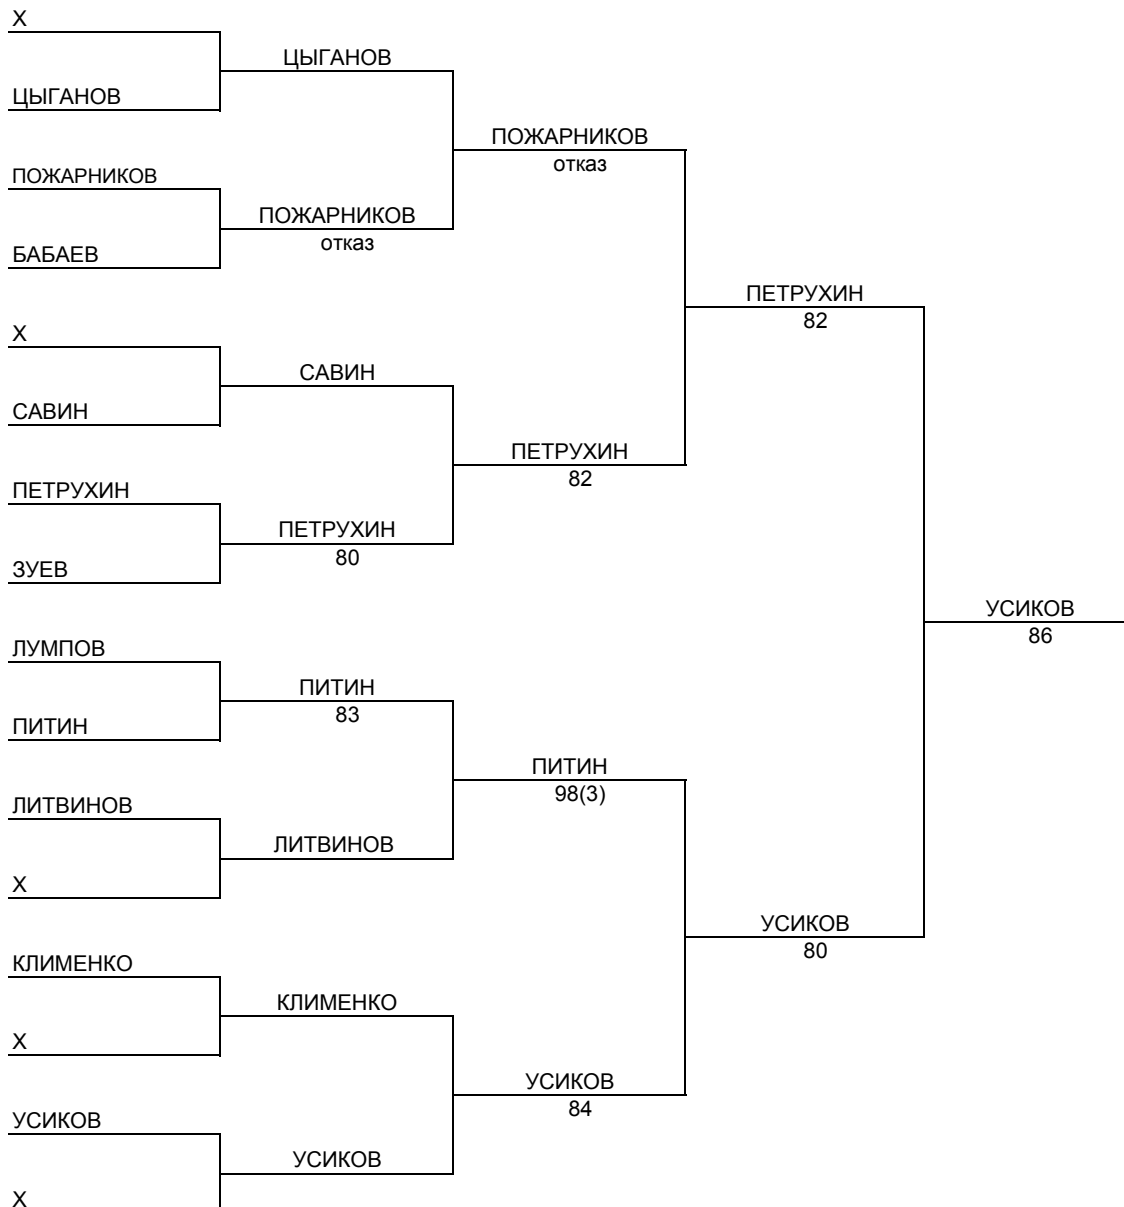 Х
ЦЫГАНОВ
ЦЫГАНОВ
ПОЖАРНИКОВ
отказ
ПОЖАРНИКОВ
ПОЖАРНИКОВ
отказ
БАБАЕВ
ПЕТРУХИН
82
Х
САВИН
САВИН
ПЕТРУХИН
82
ПЕТРУХИН
ПЕТРУХИН
80
ЗУЕВ
УСИКОВ
86
ЛУМПОВ
ПИТИН
83
ПИТИН
ПИТИН
98(3)
ЛИТВИНОВ
ЛИТВИНОВ
Х
УСИКОВ
80
КЛИМЕНКО
КЛИМЕНКО
Х
УСИКОВ
84
УСИКОВ
УСИКОВ
Х